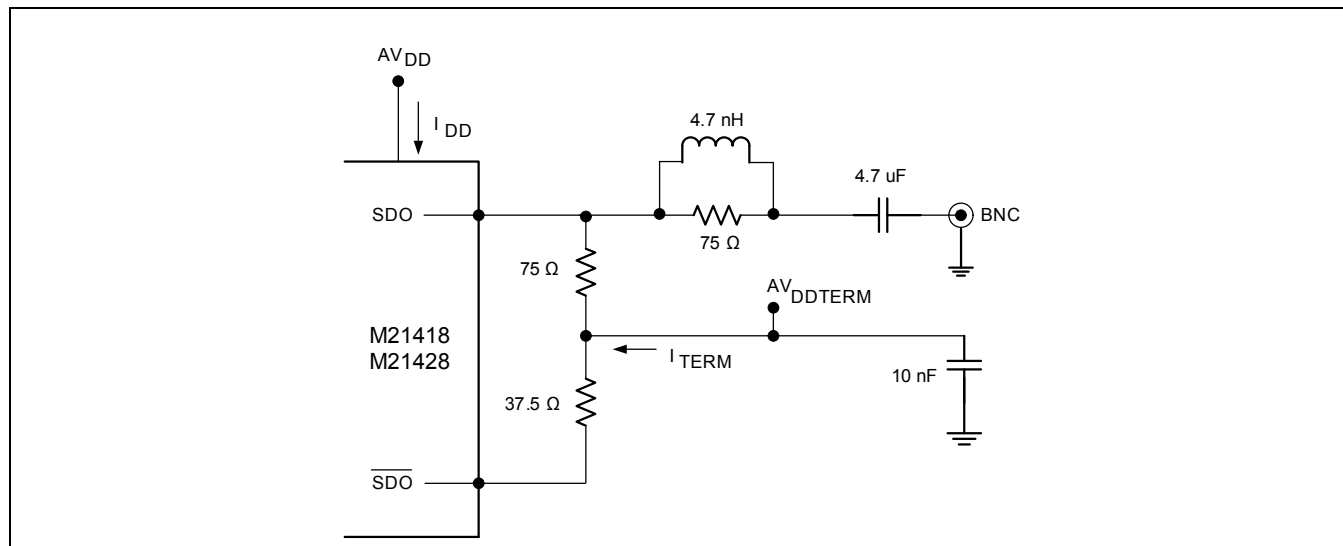 AVDD
IDD
4.7 nH
4.7 uF
SDO
BNC
75 Ω
75 Ω
AVDDTERM
M21418
M21428
ITERM
10 nF
37.5 Ω
SDO